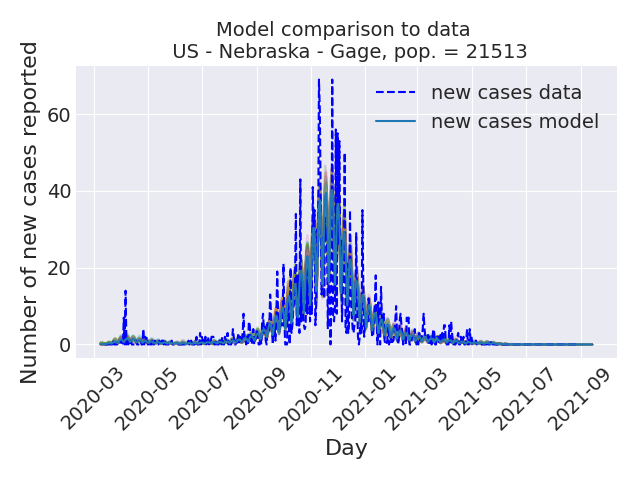 Model comparison to data
US - Nebraska - Gage, pop. = 21513
Number of new cases reported
60
40
20
0
new cases data
new cases model
2020-03
2020-05
2020-07
2020-09
2020-11
2021-01
2021-03
2021-05
2021-07
2021-09
Day